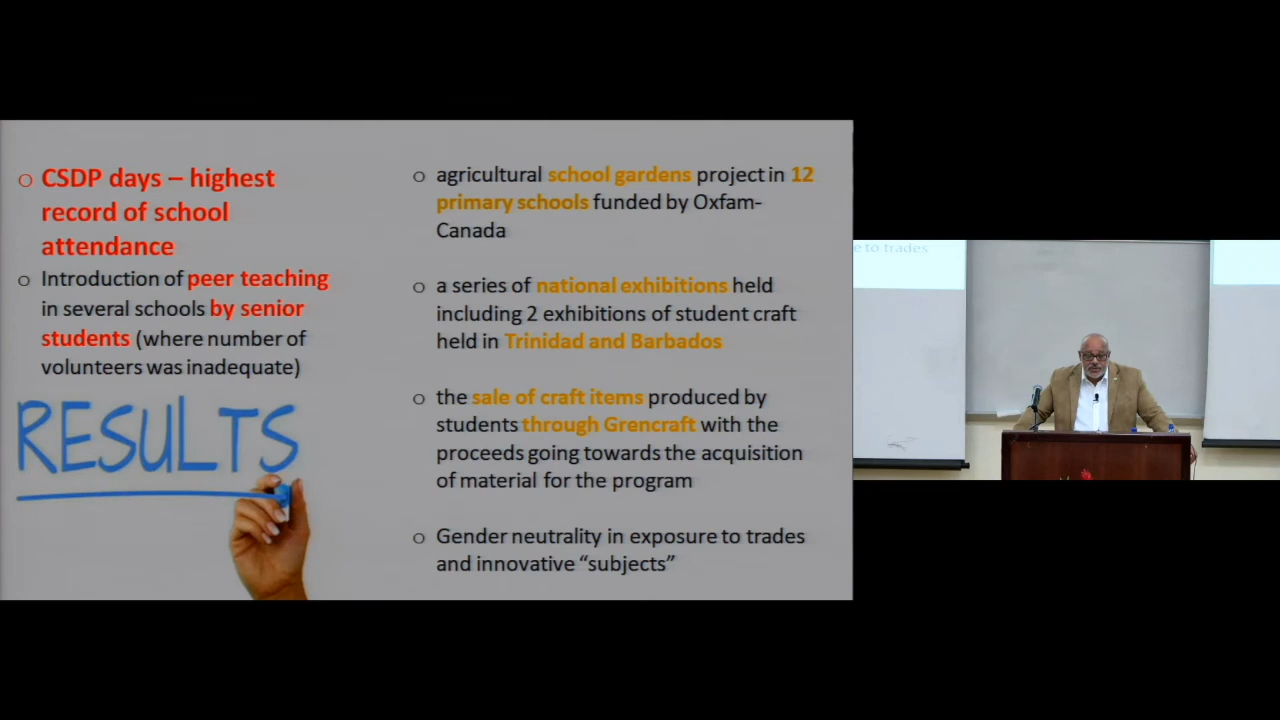 CSDP days – highest
record of school
attendance
Introduction of peer teaching
in several schools by senior
students (where number of
volunteers was inadequate)
RESULTS
agricultural school gardens project in 12
primary schools funded by Oxfam-
Canada
a series of national exhibitions held
including 2 exhibitions of student craft
held in Trinidad and Barbados
the sale of craft items produced by
students through Grencraft with the
proceeds going towards the acquisition
of material for the program
Gender neutrality in exposure to trades
and innovative “subjects”
e to trades